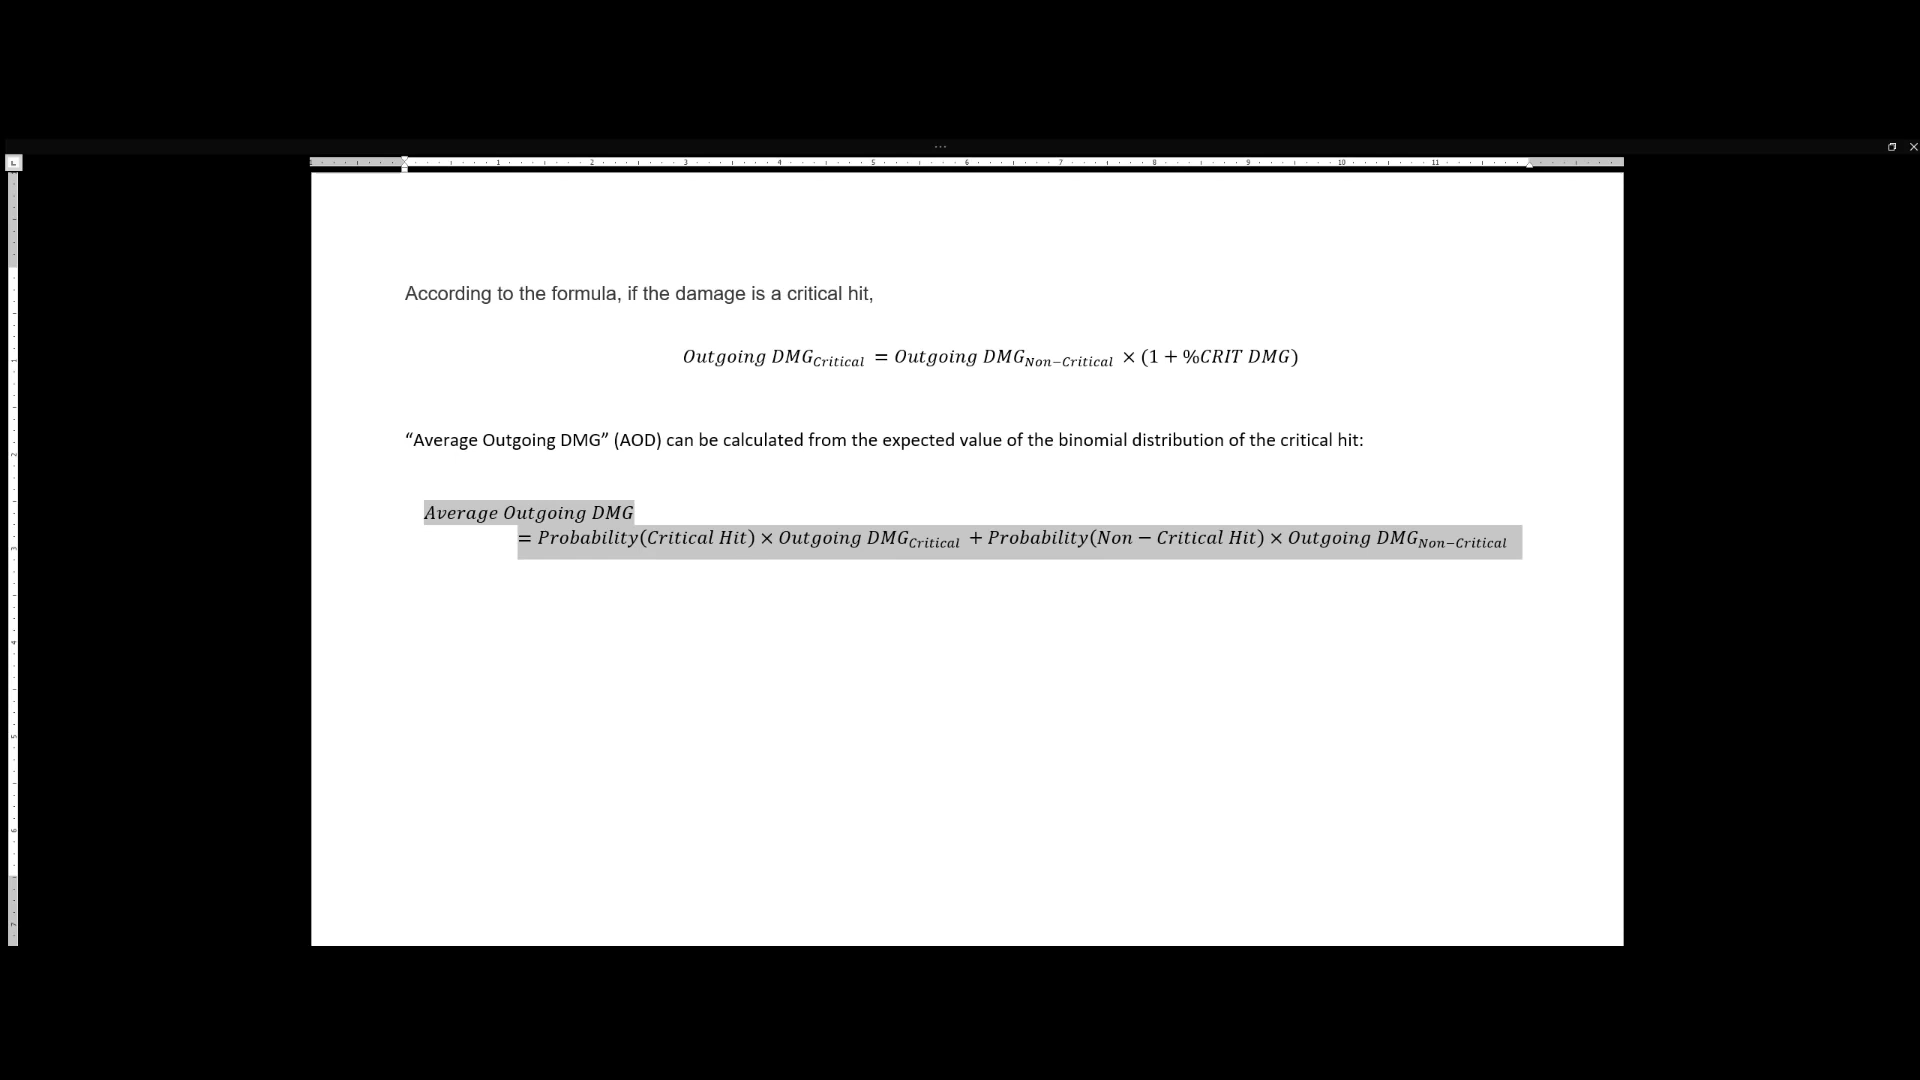 According to the formula, if the damage is a critical hit,
Outgoing DMG_Critical = Outgoing DMG_Non−Critical × (1 + %CRIT DMG)
“Average Outgoing DMG” (AOD) can be calculated from the expected value of the binomial distribution of the critical hit:
Average Outgoing DMG
= Probability(Critical Hit) × Outgoing DMG_Critical + Probability(Non − Critical Hit) × Outgoing DMG_Non−Critical